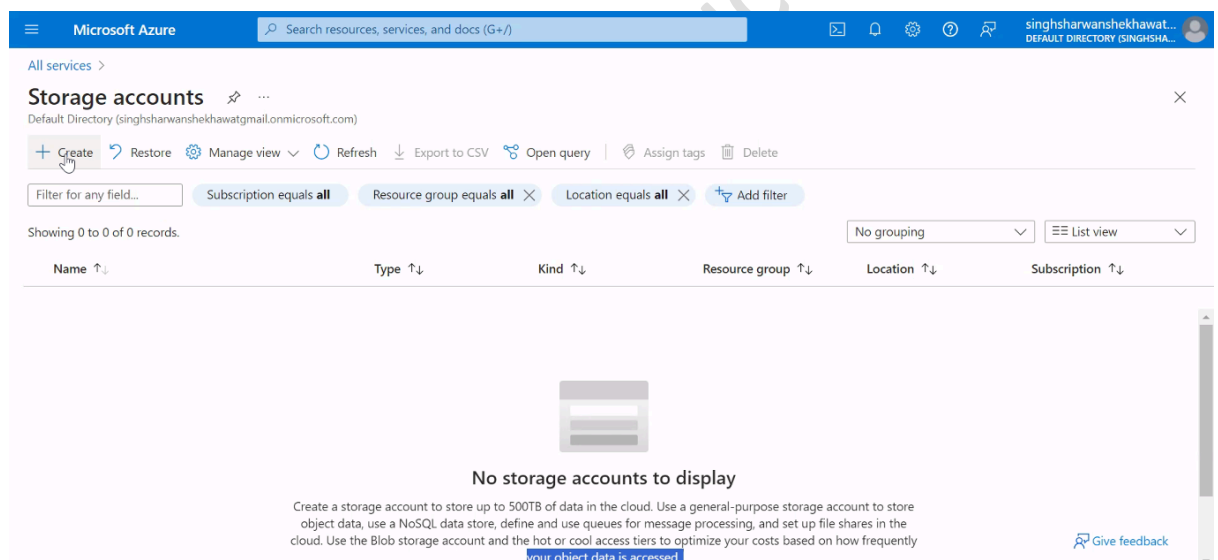 Microsoft Azure
Search resources, services, and docs (G+/)
singhsharwanshekhawat...
DEFAULT DIRECTORY (SINGHSHA...
All services >
Storage accounts ...
Default Directory (singhsharwanshekhawatgmail.onmicrosoft.com)
+ Create Restore Manage view Refresh Export to CSV Open query Assign tags Delete
Filter for any field... Subscription equals all Resource group equals all Location equals all Add filter
Showing 0 to 0 of 0 records. No grouping List view
Name ↑↓ Type ↑↓ Kind ↑↓ Resource group ↑↓ Location ↑↓ Subscription ↑↓
No storage accounts to display
Create a storage account to store up to 500TB of data in the cloud. Use a general-purpose storage account to store
object data, use a NoSQL data store, define and use queues for message processing, and set up file shares in the
cloud. Use the Blob storage account and the hot or cool access tiers to optimize your costs based on how frequently
your object data is accessed.
Give feedback